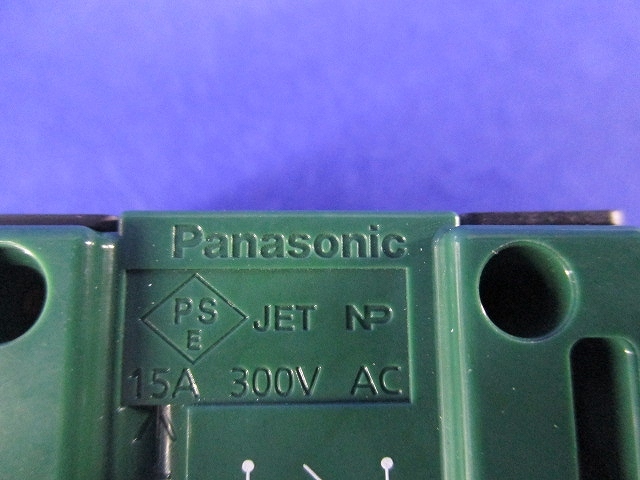 Panasonic
PS
E JET NP
15A 300V AC